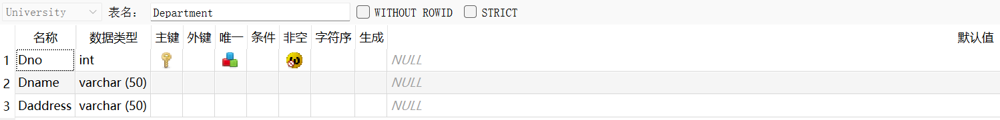 University 表名: Department WITHOUT ROWID STRICT
名称 数据类型 主键 外键 唯一 条件 非空 字符序 生成 默认值
1 Dno int NULL
2 Dname varchar (50) NULL
3 Daddress varchar (50) NULL